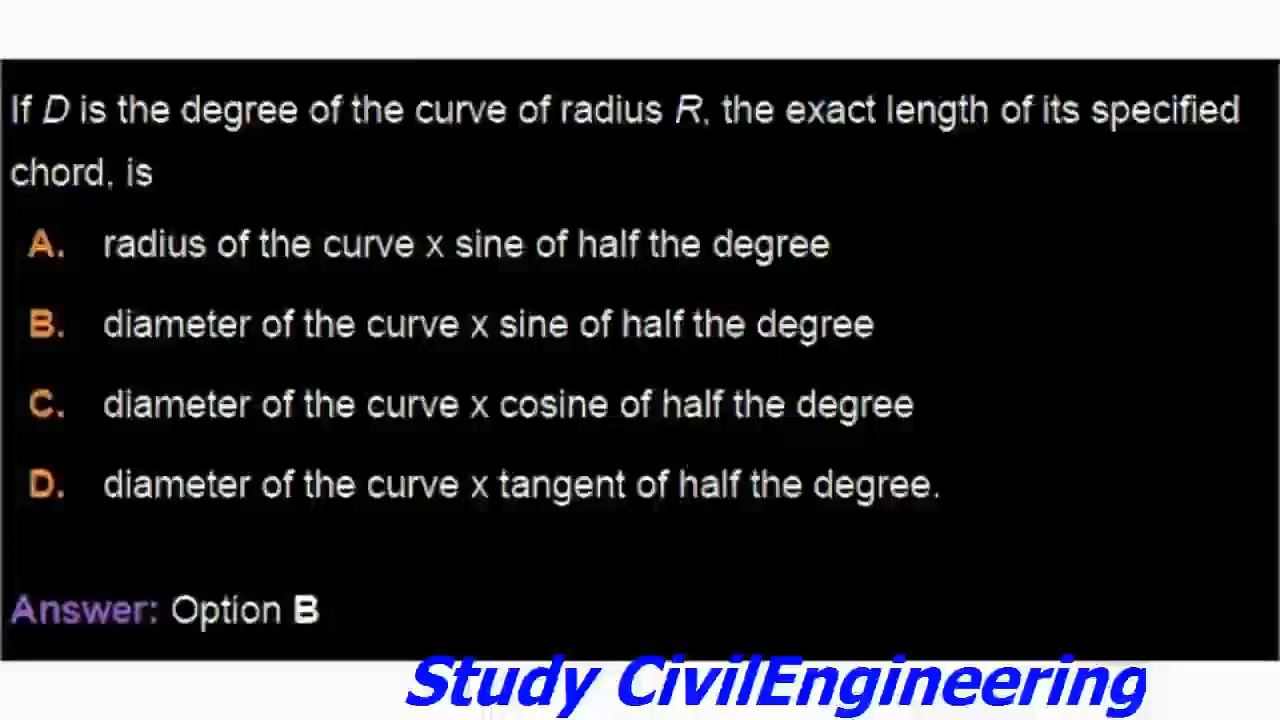 If D is the degree of the curve of radius R, the exact length of its specified
chord, is
A. radius of the curve x sine of half the degree
B. diameter of the curve x sine of half the degree
C. diameter of the curve x cosine of half the degree
D. diameter of the curve x tangent of half the degree.
Answer: Option B
Study CivilEngineering